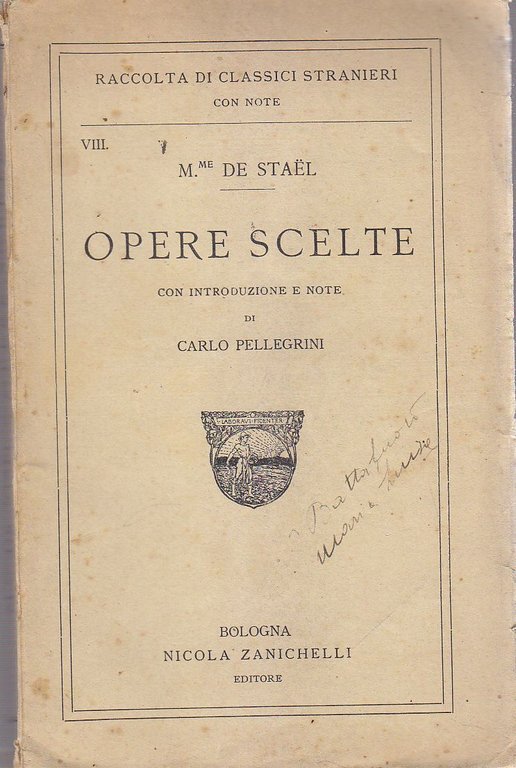 RACCOLTA DI CLASSICI STRANIERI
CON NOTE
VIII.
M.ME DE STAËL
OPERE SCELTE
CON INTRODUZIONE E NOTE
DI
CARLO PELLEGRINI
LABORAVI FIDENTER
Maria
BOLOGNA
NICOLA ZANICHELLI
EDITORE